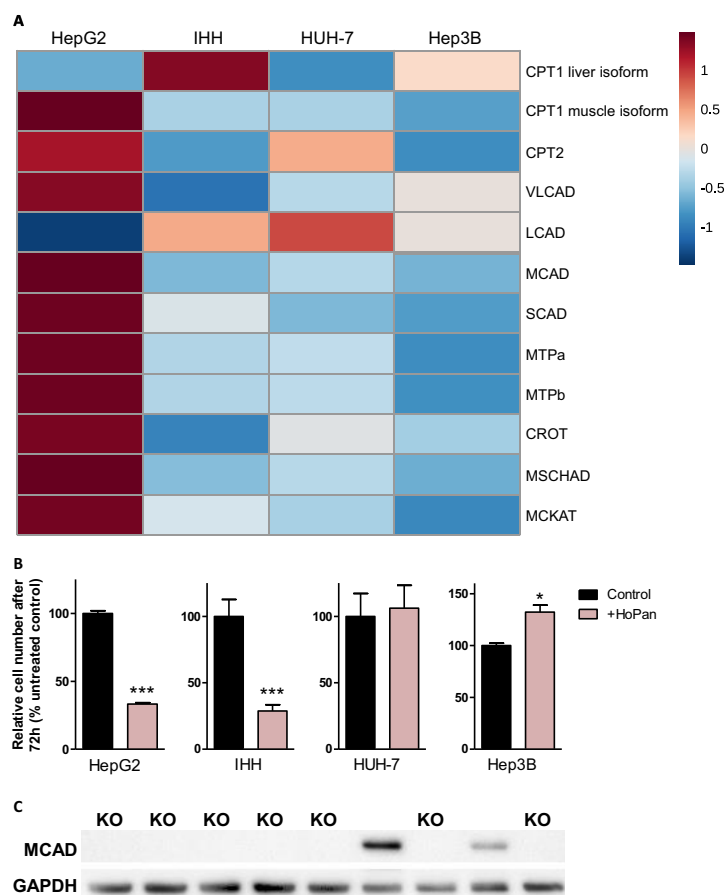 A
HepG2 IHH HUH-7 Hep3B
CPT1 liver isoform
CPT1 muscle isoform
CPT2
VLCAD
LCAD
MCAD
SCAD
MTPa
MTPb
CROT
MSCHAD
MCKAT
1
0.5
0
-0.5
-1
B
Relative cell number after
72h (% untreated control)
100
50
0
***
HepG2
100
50
0
***
IHH
100
50
0
HUH-7
150
100
50
0
*
Hep3B
Control
+HoPan
C
KO KO KO KO KO KO KO
MCAD
GAPDH